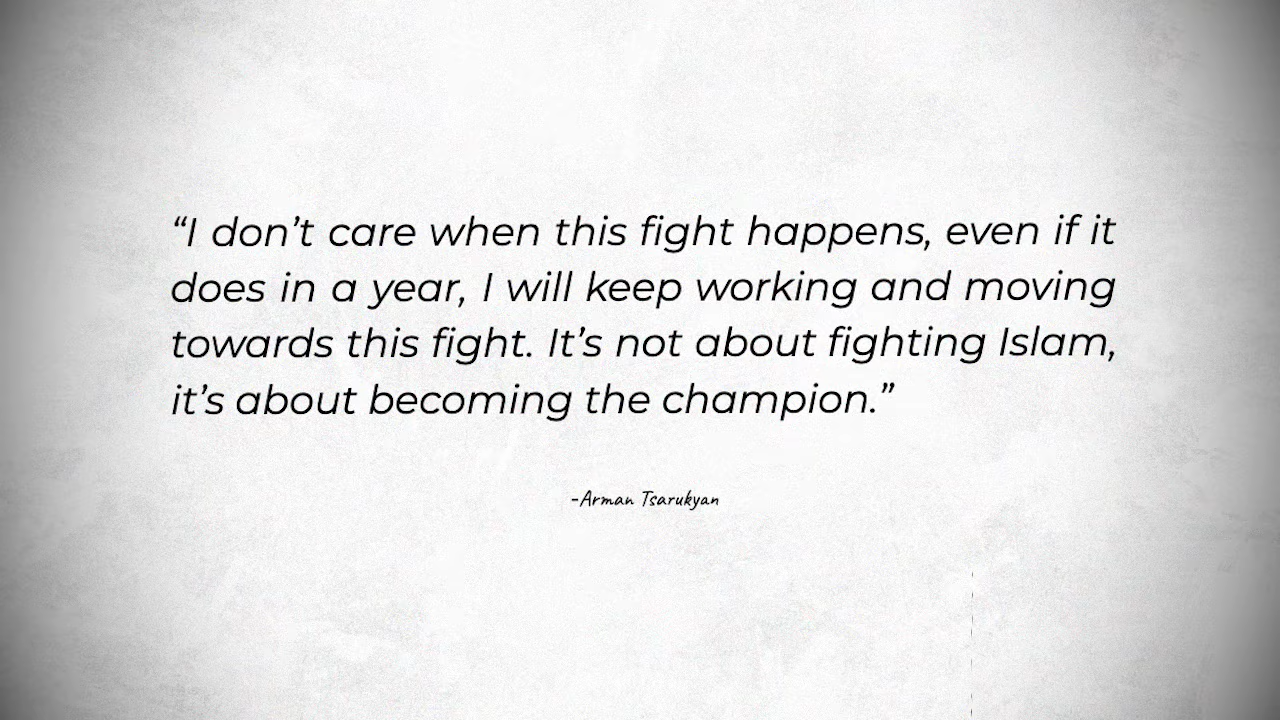 “I don’t care when this fight happens, even if it
does in a year, I will keep working and moving
towards this fight. It’s not about fighting Islam,
it’s about becoming the champion.”
-Arman Tsarukyan